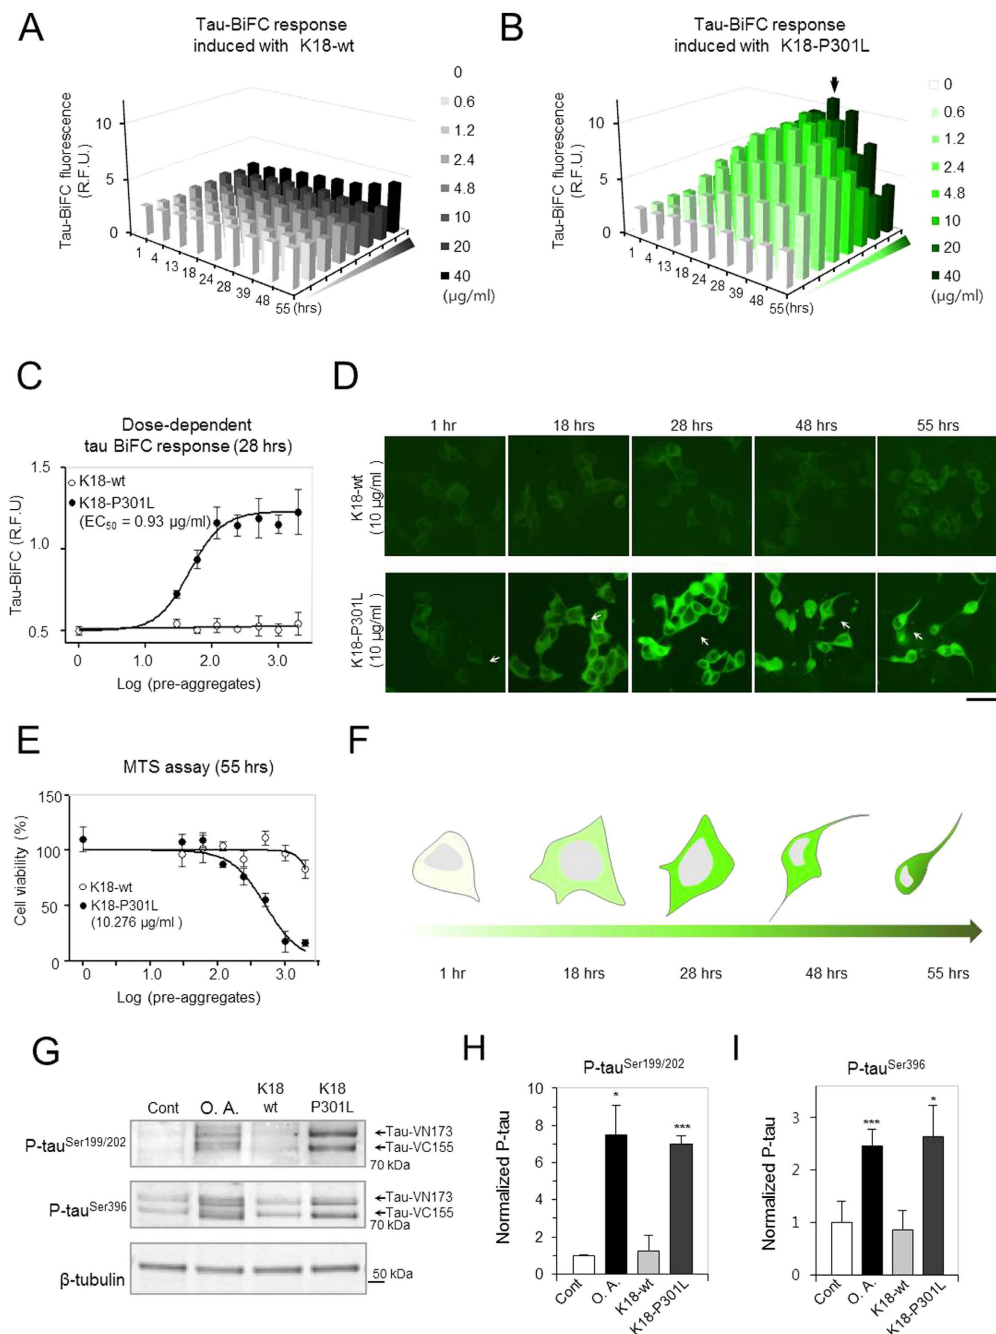 A
Tau-BiFC response
induced with K18-wt
Tau-BiFC fluorescence
(R.F.U.)
10
5
0
1
4
13
18
24
28
39
48
55 (hrs)
0
0.6
1.2
2.4
4.8
10
20
40
(μg/ml)
B
Tau-BiFC response
induced with K18-P301L
Tau-BiFC fluorescence
(R.F.U.)
10
5
0
1
4
13
18
24
28
39
48
55 (hrs)
0
0.6
1.2
2.4
4.8
10
20
40
(μg/ml)
C
Dose-dependent
tau BiFC response (28 hrs)
Tau-BiFC (R.F.U)
1.5
1.0
0.5
K18-wt
K18-P301L
(EC50 = 0.93 μg/ml)
0 1.0 2.0 3.0
Log (pre-aggregates)
D
1 hr 18 hrs 28 hrs 48 hrs 55 hrs
K18-wt
(10 μg/ml )
K18-P301L
(10 μg/ml)
E
MTS assay (55 hrs)
Cell viability (%)
150
100
50
0
K18-wt
K18-P301L
(10.276 μg/ml )
0 1.0 2.0 3.0
Log (pre-aggregates)
F
1 hr 18 hrs 28 hrs 48 hrs 55 hrs
G
Cont O. A. K18 wt K18 P301L
P-tauSer199/202
Tau-VN173
Tau-VC155
70 kDa
P-tauSer396
Tau-VN173
Tau-VC155
70 kDa
β-tubulin
50 kDa
H
P-tauSer199/202
Normalized P-tau
10
8
6
4
2
0
* ***
Cont O. A. K18-wt K18-P301L
I
P-tauSer396
Normalized P-tau
3
2
1
0
*** *
Cont O. A. K18-wt K18-P301L